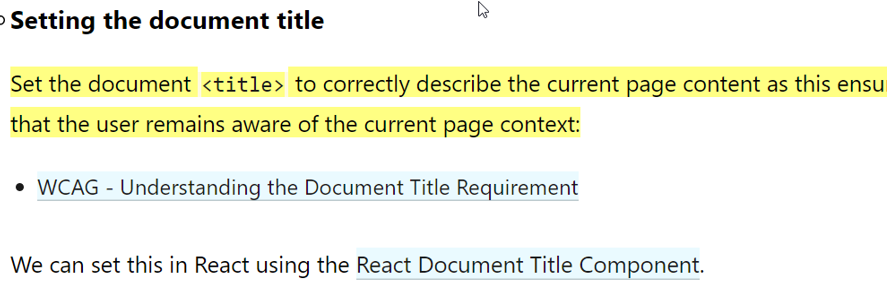 Setting the document title
Set the document <title> to correctly describe the current page content as this
that the user remains aware of the current page context:
WCAG - Understanding the Document Title Requirement
We can set this in React using the React Document Title Component.